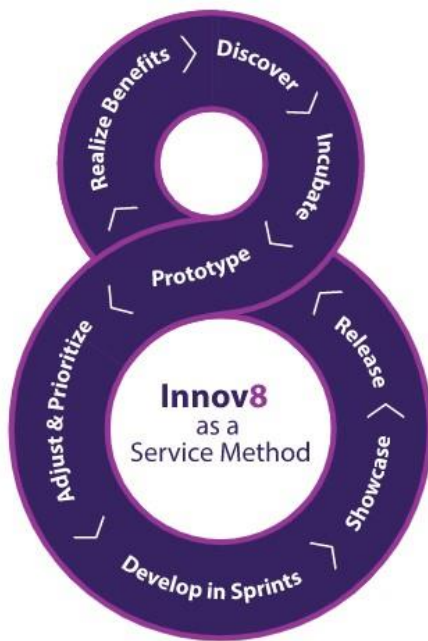 Discover
Incubate
Prototype
Adjust & Prioritize
Develop in Sprints
Showcase
Release
Realize Benefits
Innov8
as a
Service Method